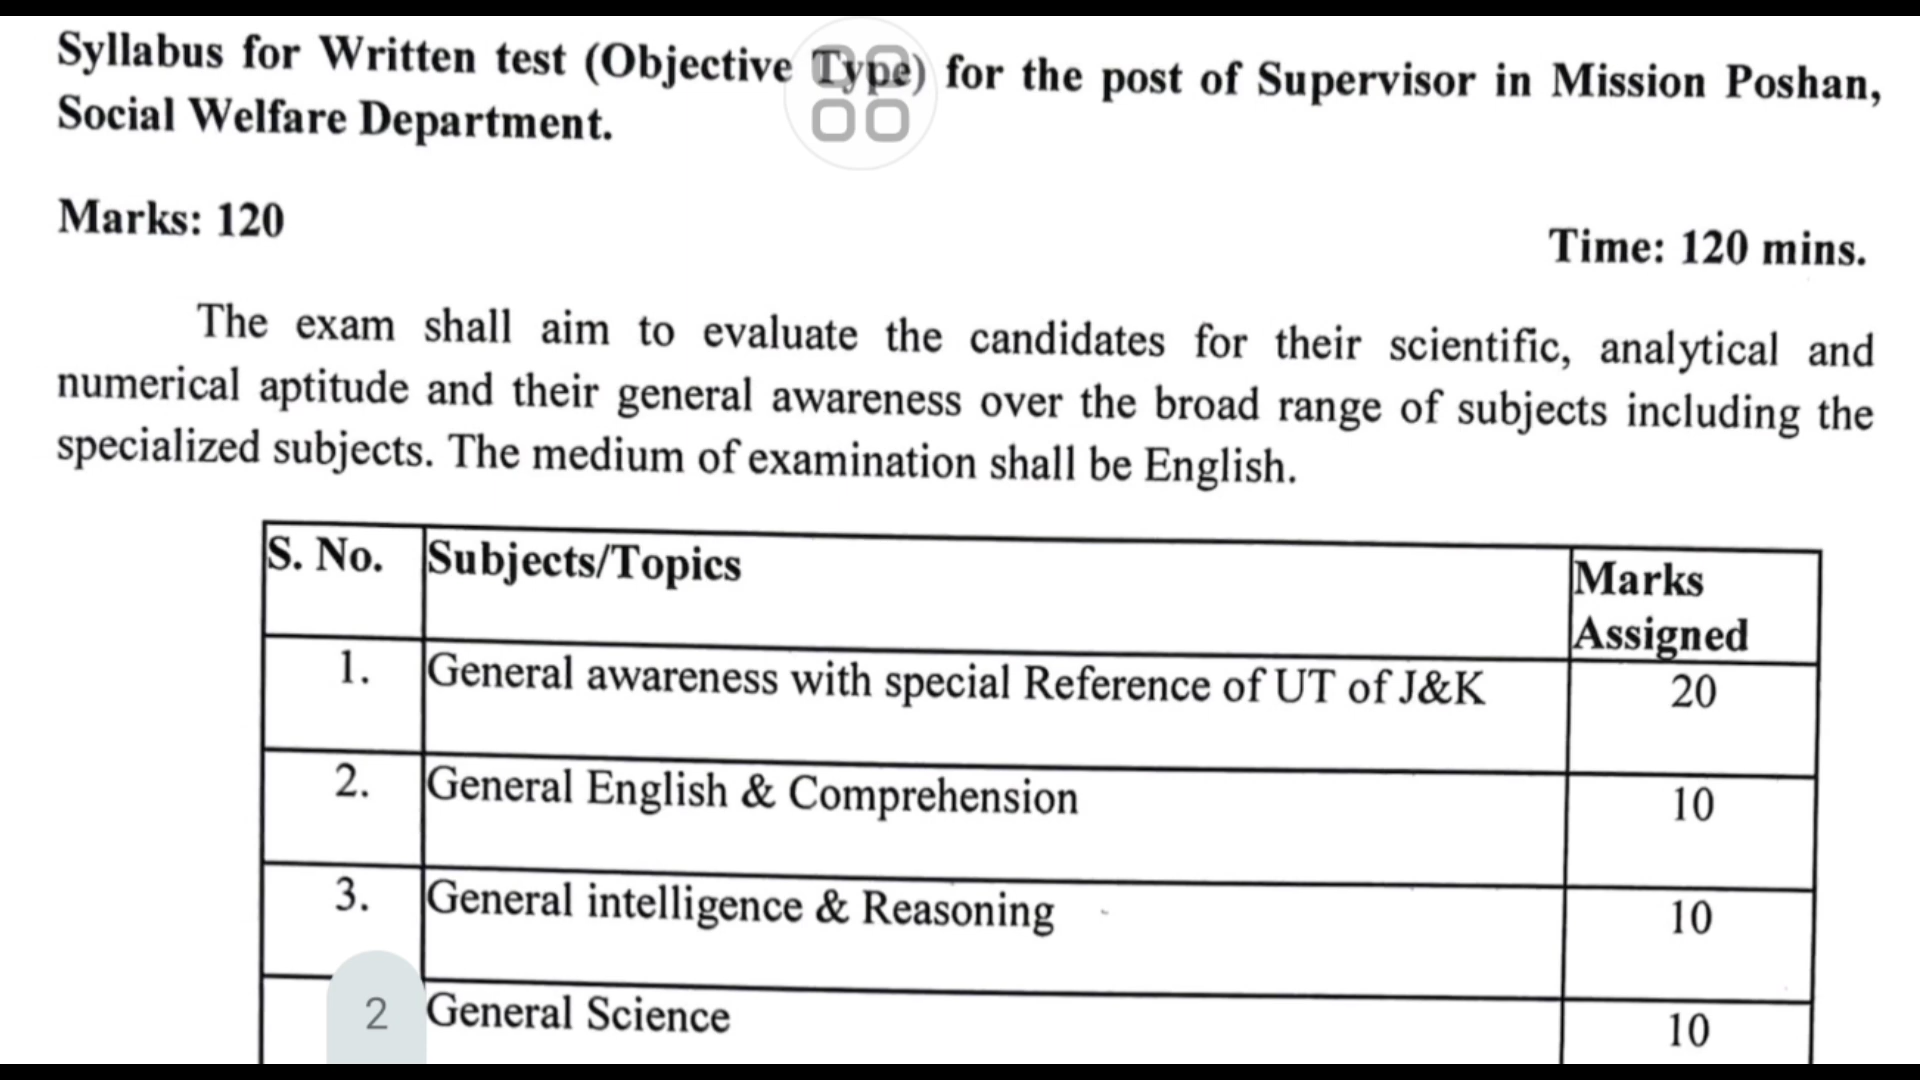 Syllabus for Written test (Objective Type) for the post of Supervisor in Mission Poshan,
Social Welfare Department.
Marks: 120
Time: 120 mins.
The exam shall aim to evaluate the candidates for their scientific, analytical and
numerical aptitude and their general awareness over the broad range of subjects including the
specialized subjects. The medium of examination shall be English.
S. No. Subjects/Topics Marks
Assigned
1. General awareness with special Reference of UT of J&K 20
2. General English & Comprehension 10
3. General intelligence & Reasoning 10
2 General Science 10